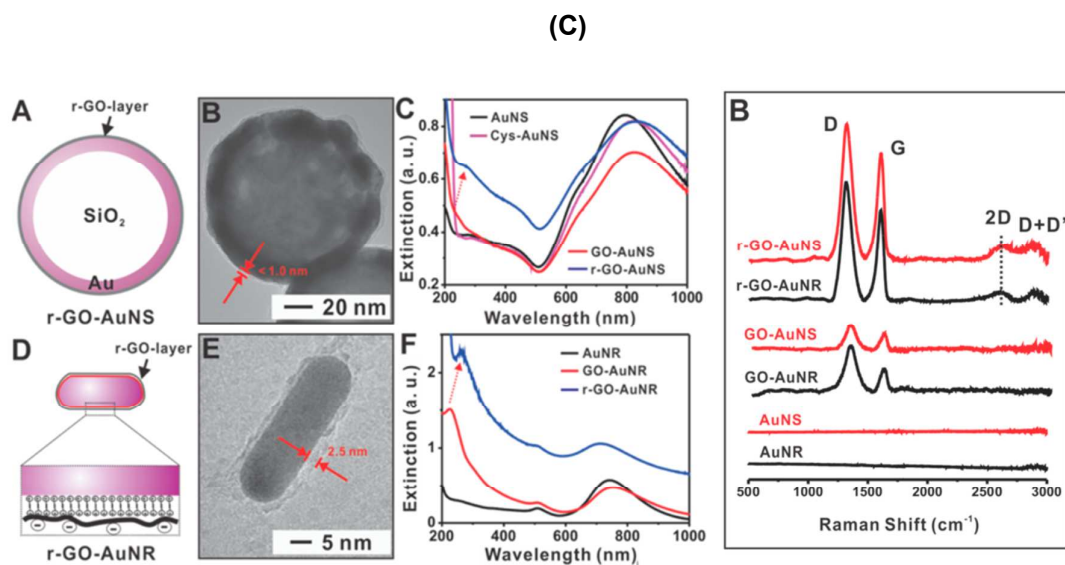 (C)
A
r-GO-layer
SiO2
Au
r-GO-AuNS
B
< 1.0 nm
20 nm
C
Extinction (a. u.)
0.8
0.6
0.4
0.2
AuNS
Cys-AuNS
GO-AuNS
r-GO-AuNS
200 400 600 800 1000
Wavelength (nm)
D
r-GO-layer
r-GO-AuNR
E
2.5 nm
5 nm
F
Extinction (a. u.)
2
1
0
AuNR
GO-AuNR
r-GO-AuNR
200 400 600 800 1000
Wavelength (nm)
B
D
G
2D
D+D'
r-GO-AuNS
r-GO-AuNR
GO-AuNS
GO-AuNR
AuNS
AuNR
500 1000 1500 2000 2500 3000
Raman Shift (cm-1)